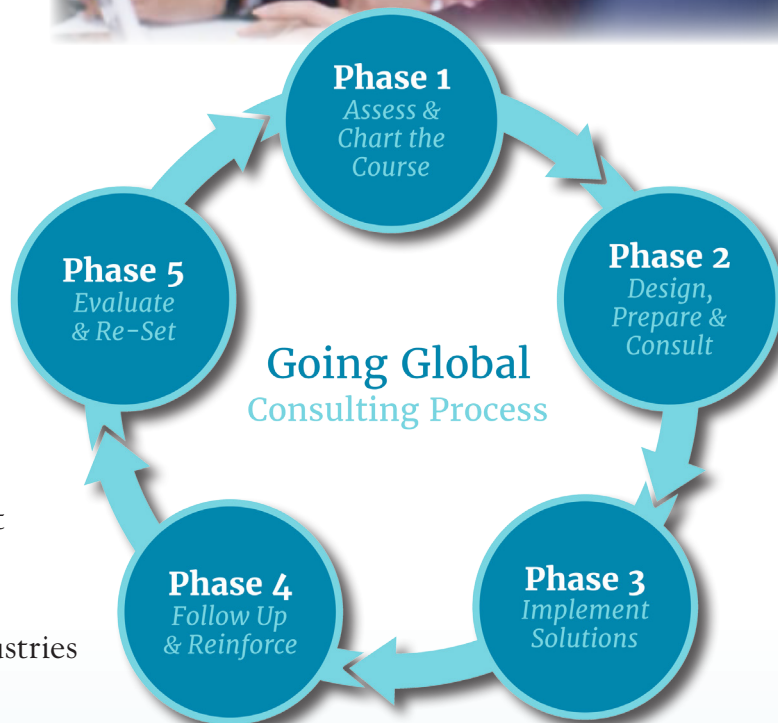 Phase 1
Assess &
Chart the
Course
Phase 2
Design,
Prepare &
Consult
Phase 3
Implement
Solutions
Phase 4
Follow Up
& Reinforce
Phase 5
Evaluate
& Re-Set
Going Global
Consulting Process